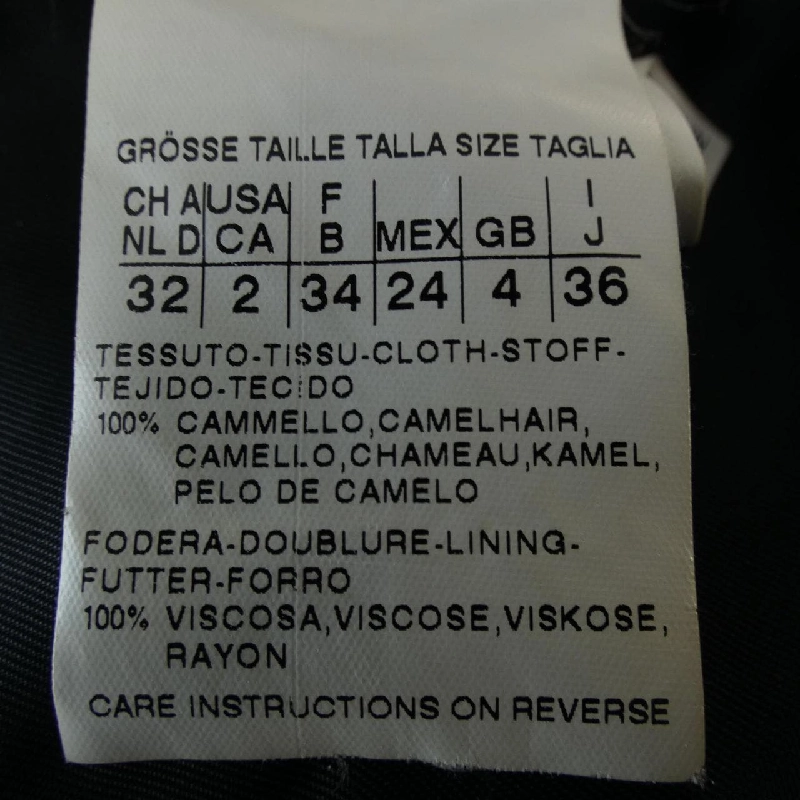 GRÖSSE TAILLE TALLA SIZE TAGLIA
CH A USA F I
NL D CA B MEX GB J
32 2 34 24 4 36
TESSUTO-TISSU-CLOTH-STOFF-
TEJIDO-TECIDO
100% CAMMELLO,CAMELHAIR,
CAMELLO,CHAMEAU,KAMEL,
PELO DE CAMELO
FODERA-DOUBLURE-LINING-
FUTTER-FORRO
100% VISCOSA,VISCOSE,VISKOSE,
RAYON
CARE INSTRUCTIONS ON REVERSE